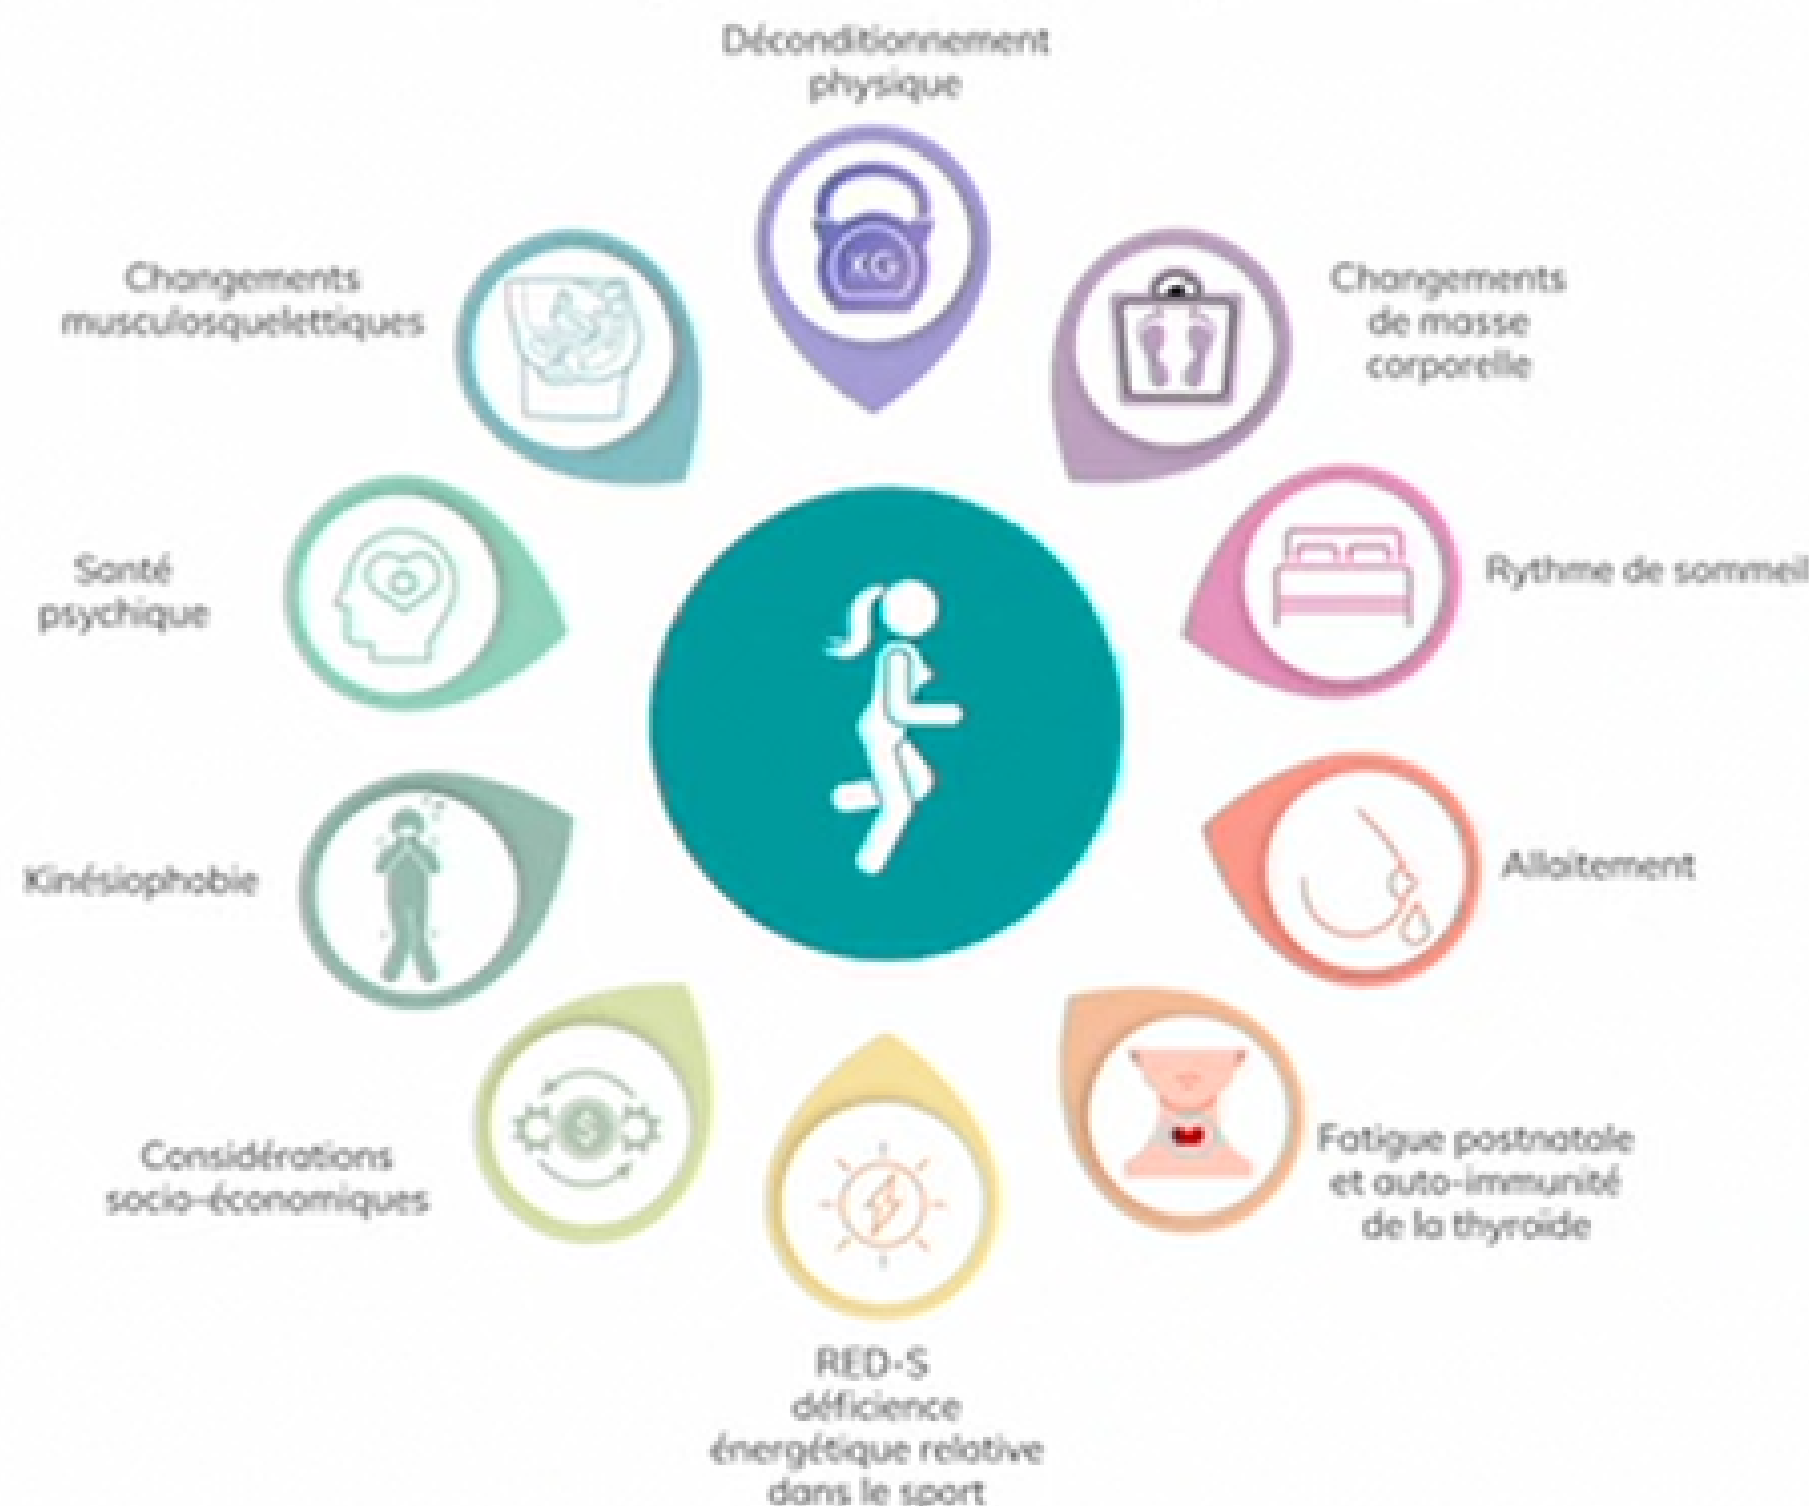 Déconditionnement
physique
KG
Changements
musculosquelettiques
Changements
de masse
corporelle
Santé
psychique
Rythme de sommeil
Kinésiophobie
Allaitement
Considérations
socio-économiques
$
Fatigue postnatale
et auto-immunité
de la thyroïde
RED-S
déficience
énergétique relative
dans le sport